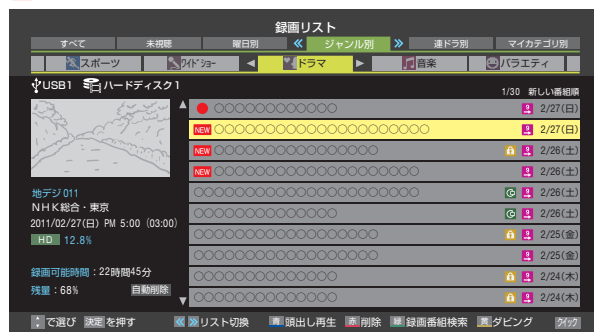 録画リスト
すべて 未視聴 曜日別 ≪ ジャンル別 ≫ 連ドラ別 マイカテゴリ別
スポーツ ワイドショー ◀ ドラマ ▶ 音楽 バラエティ
USB1 ハードディスク1
1/30 新しい番組順
○○○○○○○○○○○○ 2/27(日)
NEW ○○○○○○○○○○○○○○○○○○○○○ 2/27(日)
NEW ○○○○○○○○○○○○○○○○ 2/26(土)
NEW ○○○○○○○○○○○○○○○○○○○○ 2/26(土)
○○○○○○○○○○○○○○○○○○○○○○ 2/26(土)
○○○○○○○○○○○○○○ 2/26(土)
○○○○○○○○○○○○○○○○○○ 2/25(金)
○○○○○○○○○○○○○○○○ 2/25(金)
○○○○○○○○○○○○○○ 2/24(木)
○○○○○○○○○○○○○○○○○○ 2/24(木)
地デジ 011
NHK総合・東京
2011/02/27(日) PM 5:00 (03:00)
HD 12.8%
録画可能時間：22時間45分
残量：68% 自動削除
で選び 決定 を押す ≪ ≫ リスト切換 青 頭出し再生 赤 削除 緑 録画番組検索 黄 ダビング クイック